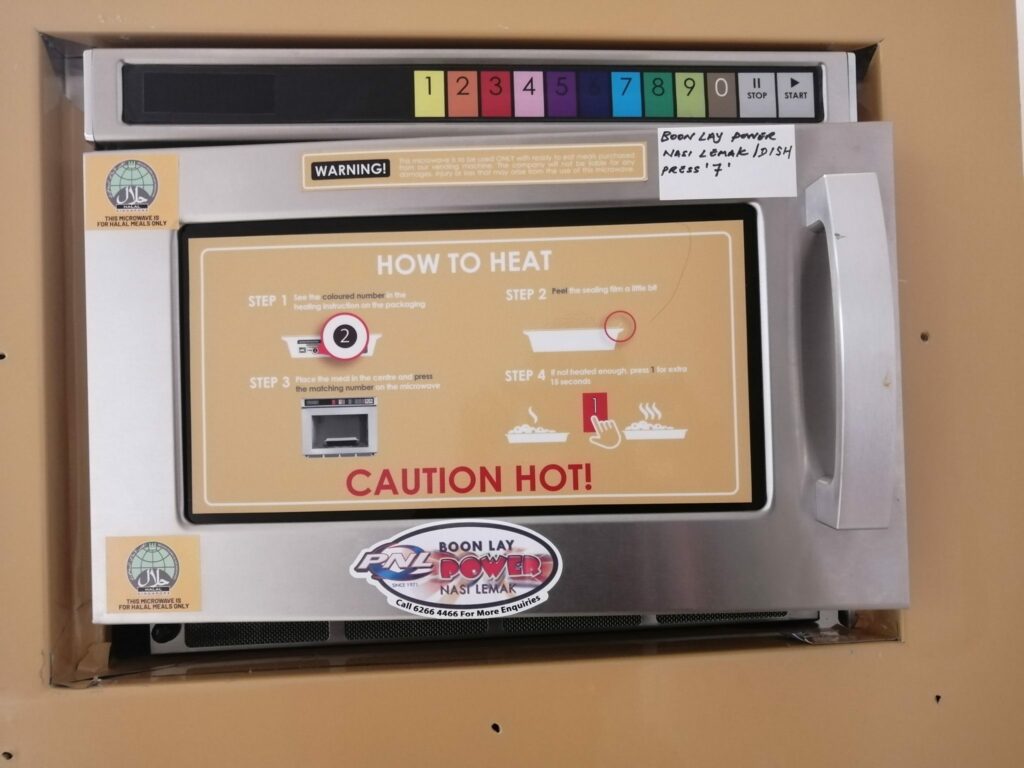 1 2 3 4 5 6 7 8 9 0 STOP START
BOON LAY POWER
NASI LEMAK/DISH
PRESS '7'
WARNING!
This microwave is to be used ONLY with ready to eat meals purchased
from our vending machine. The company will not be liable for any
damages, injury or loss that may arise from the use of this microwave.
حلال
HALAL
SINGAPORE
THIS MICROWAVE IS
FOR HALAL MEALS ONLY
HOW TO HEAT
STEP 1 See the coloured number in the
heating instruction on the packaging
2
STEP 2 Peel the sealing film a little bit
STEP 3 Place the meal in the centre and press
the matching number on the microwave
STEP 4 If not heated enough, press 1 for extra
15 seconds
1
CAUTION HOT!
حلال
HALAL
SINGAPORE
THIS MICROWAVE IS
FOR HALAL MEALS ONLY
PNL
SINCE 1971
BOON LAY
POWER
NASI LEMAK
Call 6266 4466 For More Enquiries